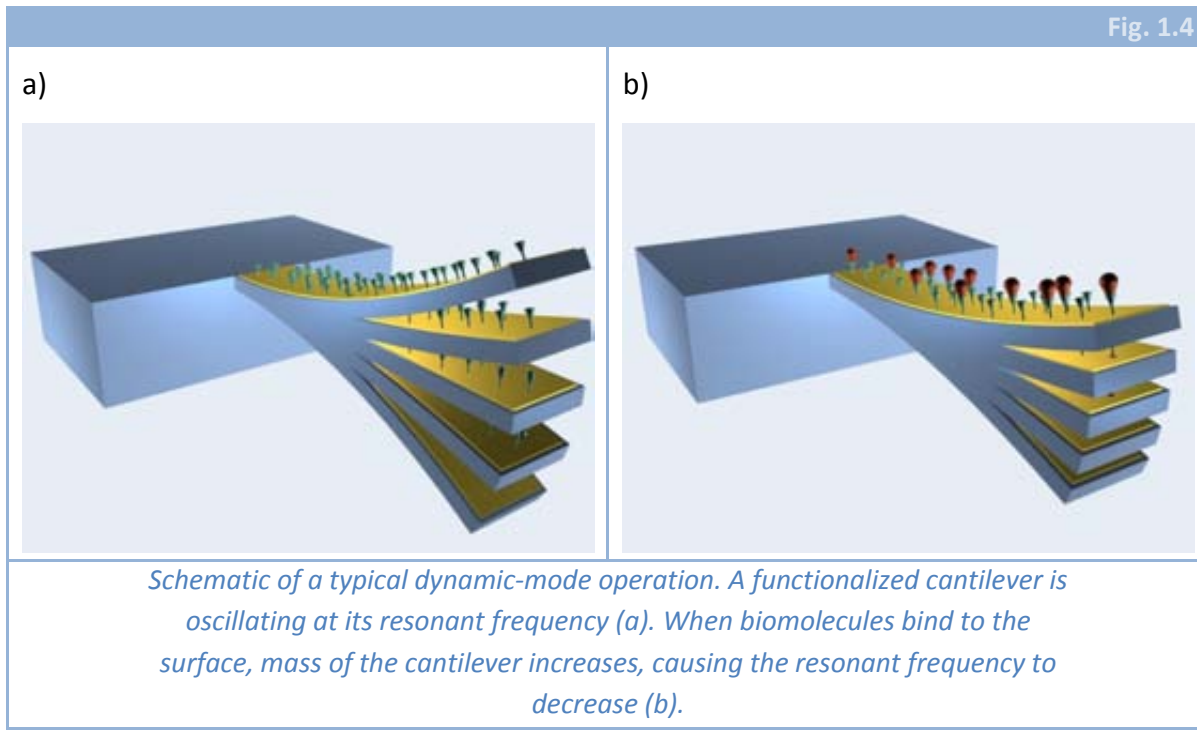 Fig. 1.4
a)
b)
Schematic of a typical dynamic-mode operation. A functionalized cantilever is
oscillating at its resonant frequency (a). When biomolecules bind to the
surface, mass of the cantilever increases, causing the resonant frequency to
decrease (b).